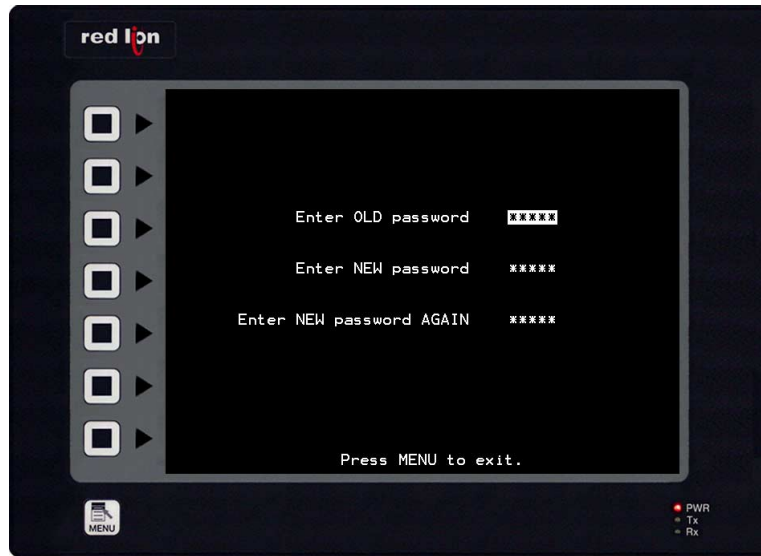 red lion
Enter OLD password *****
Enter NEW password *****
Enter NEW password AGAIN *****
Press MENU to exit.
MENU
PWR
Tx
Rx